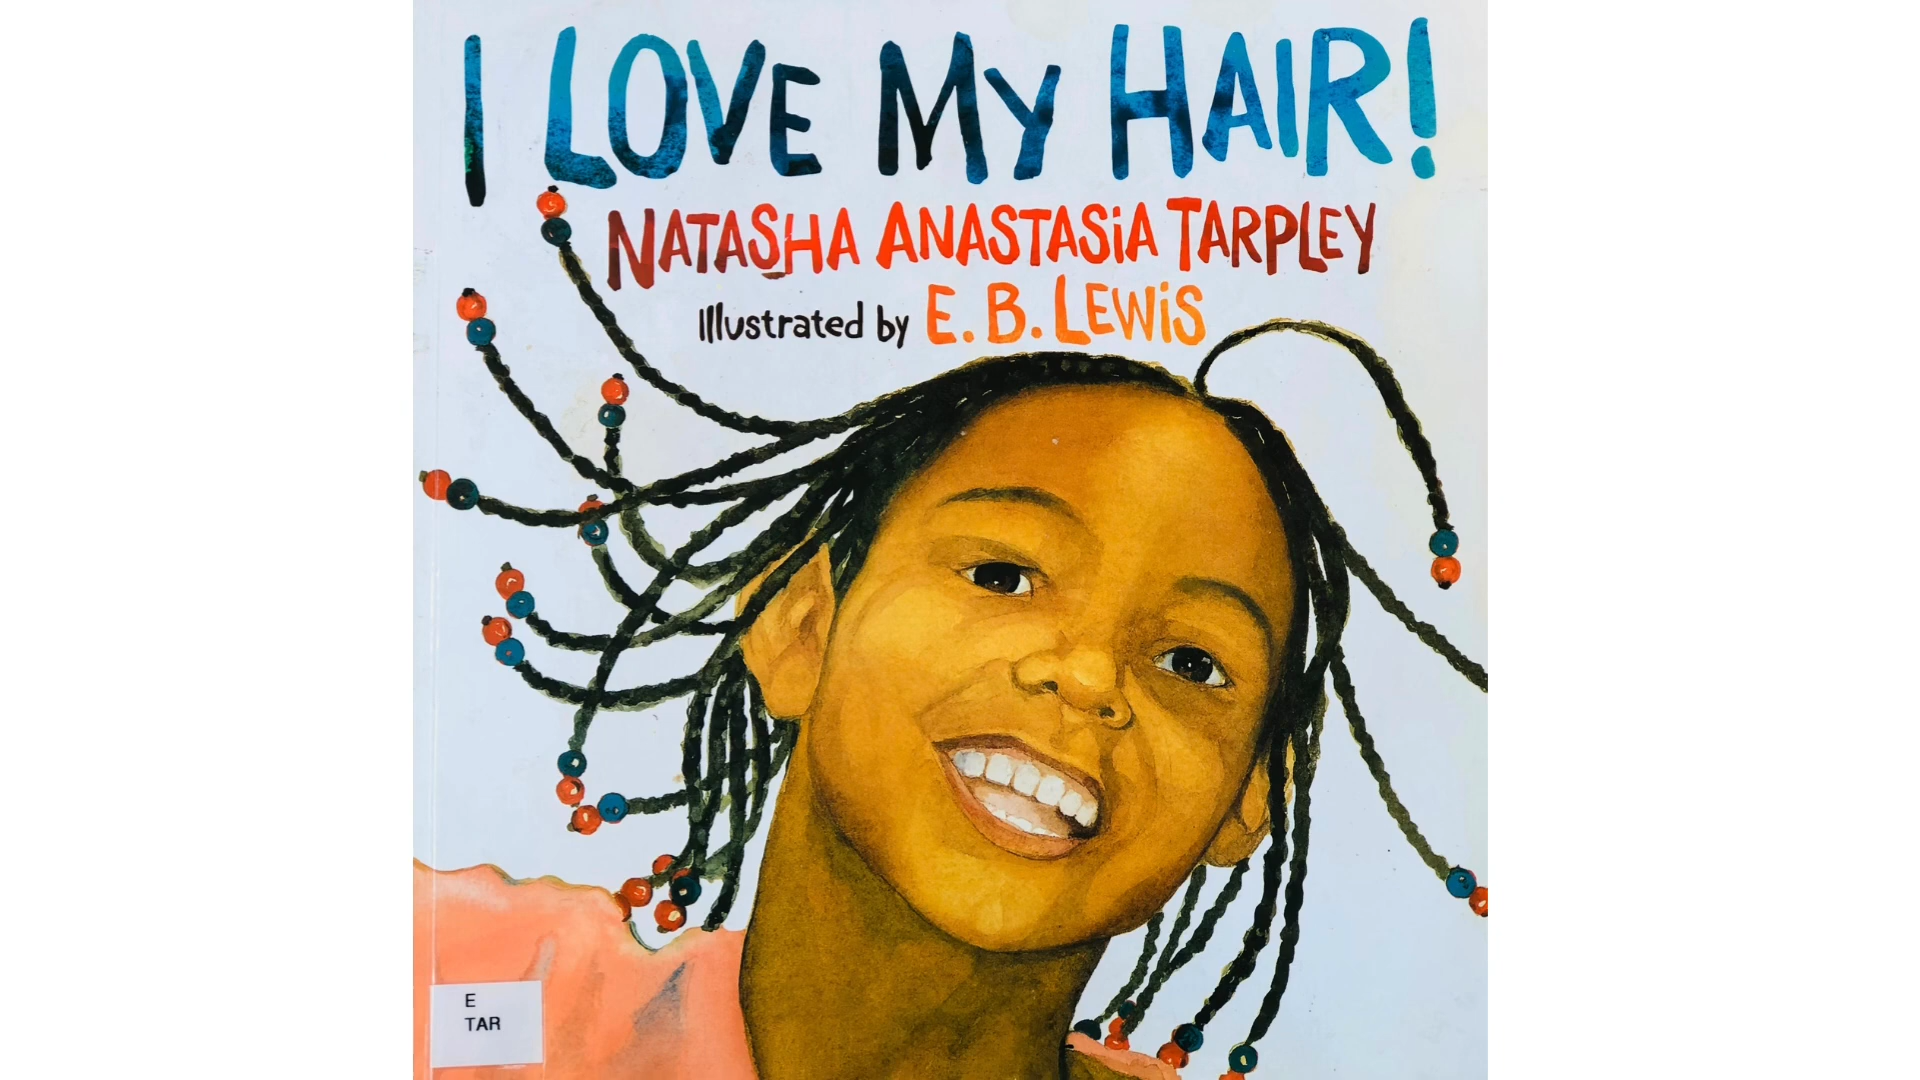 I LOVE MY HAIR!
NATASHA ANASTASiA TARPLEY
Illustrated by E. B. LEWiS
E
TAR